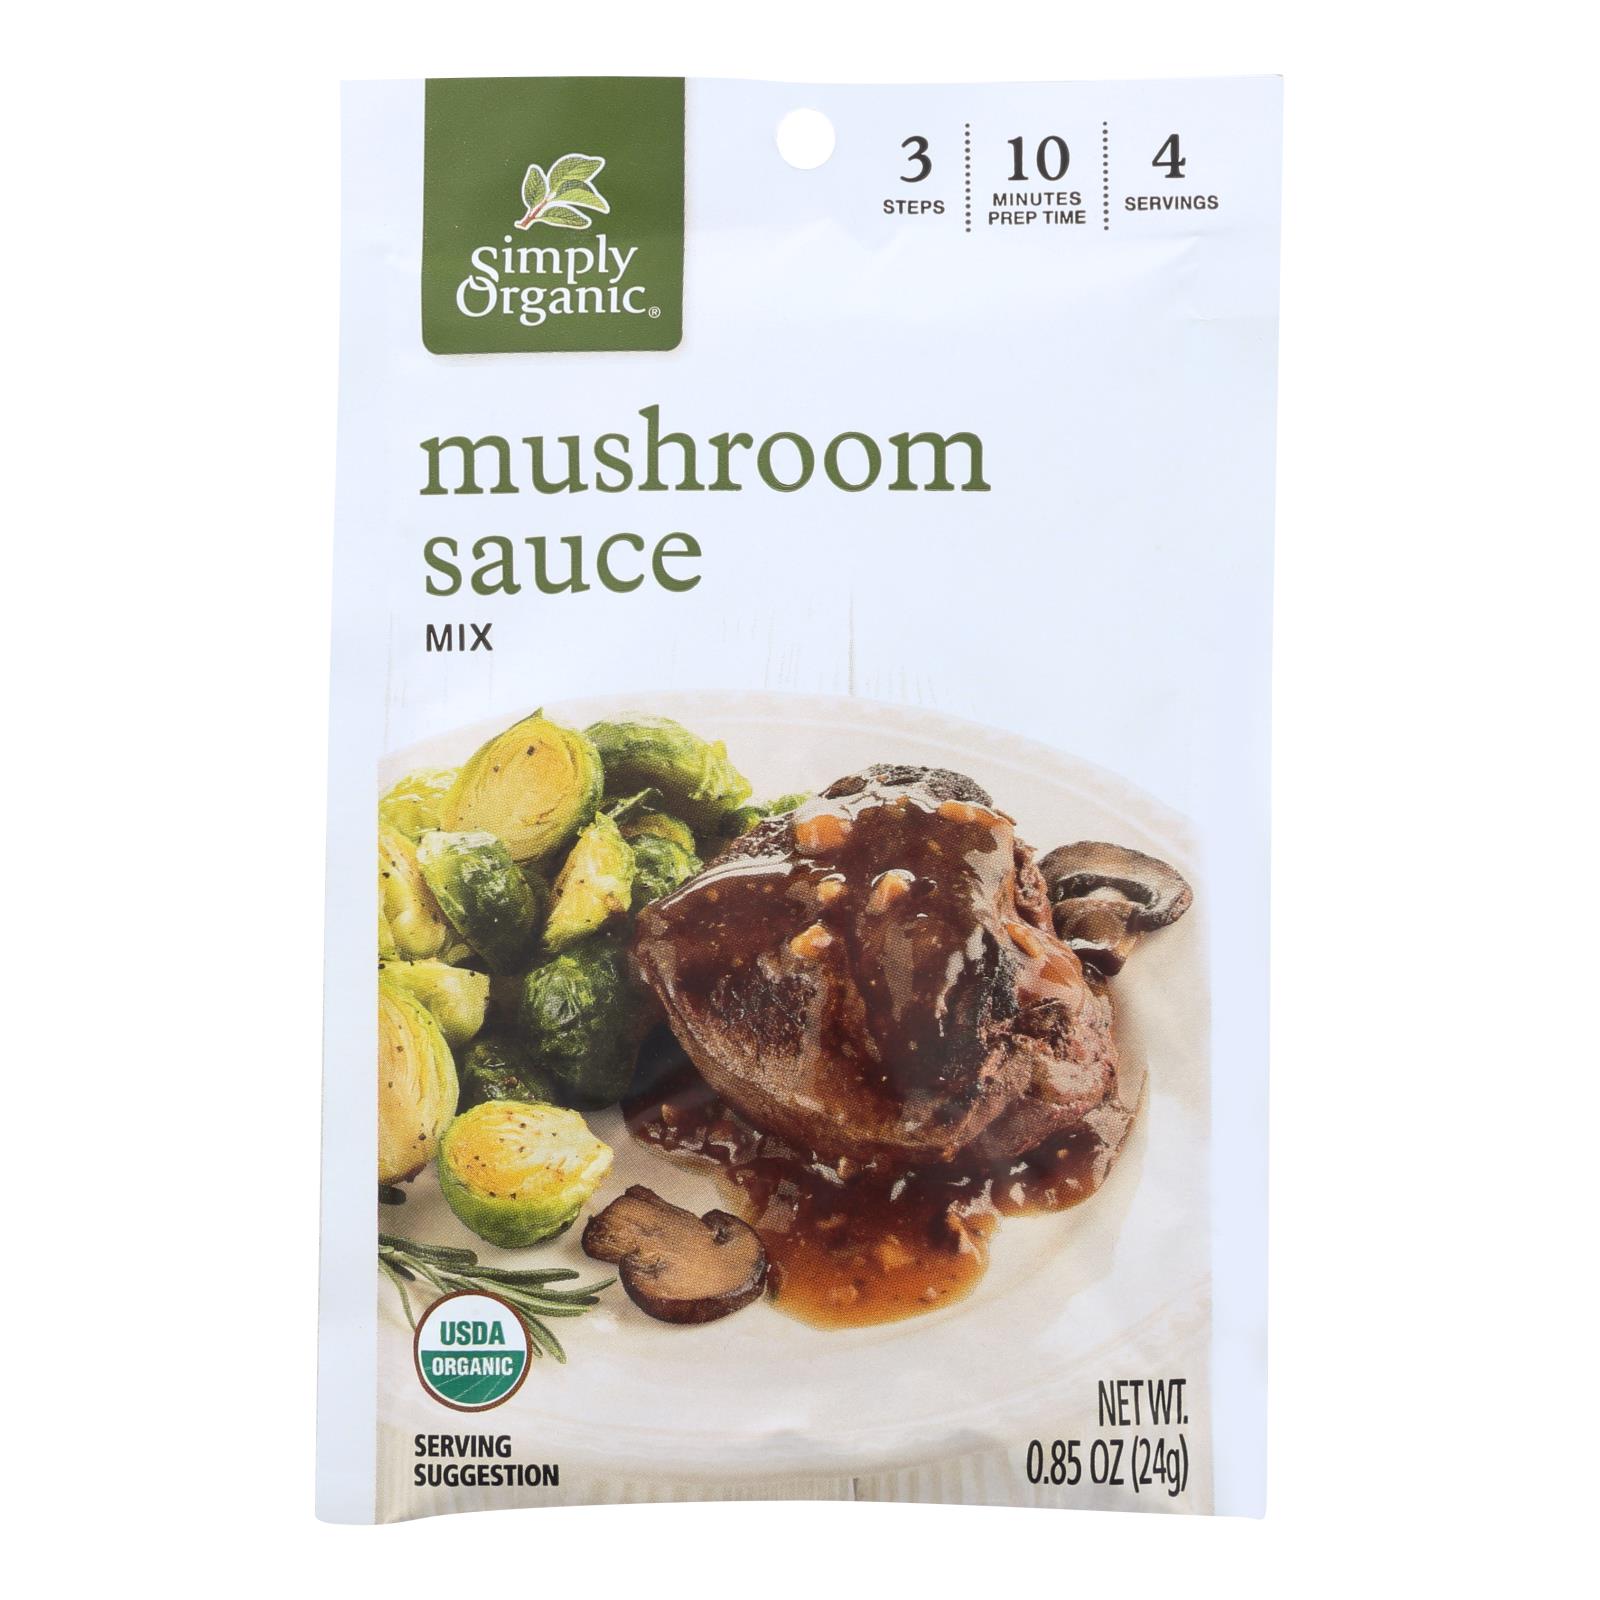 Simply
Organic®
3
STEPS
10
MINUTES
PREP TIME
4
SERVINGS
mushroom
sauce
MIX
USDA
ORGANIC
SERVING
SUGGESTION
NET WT.
0.85 OZ (24g)